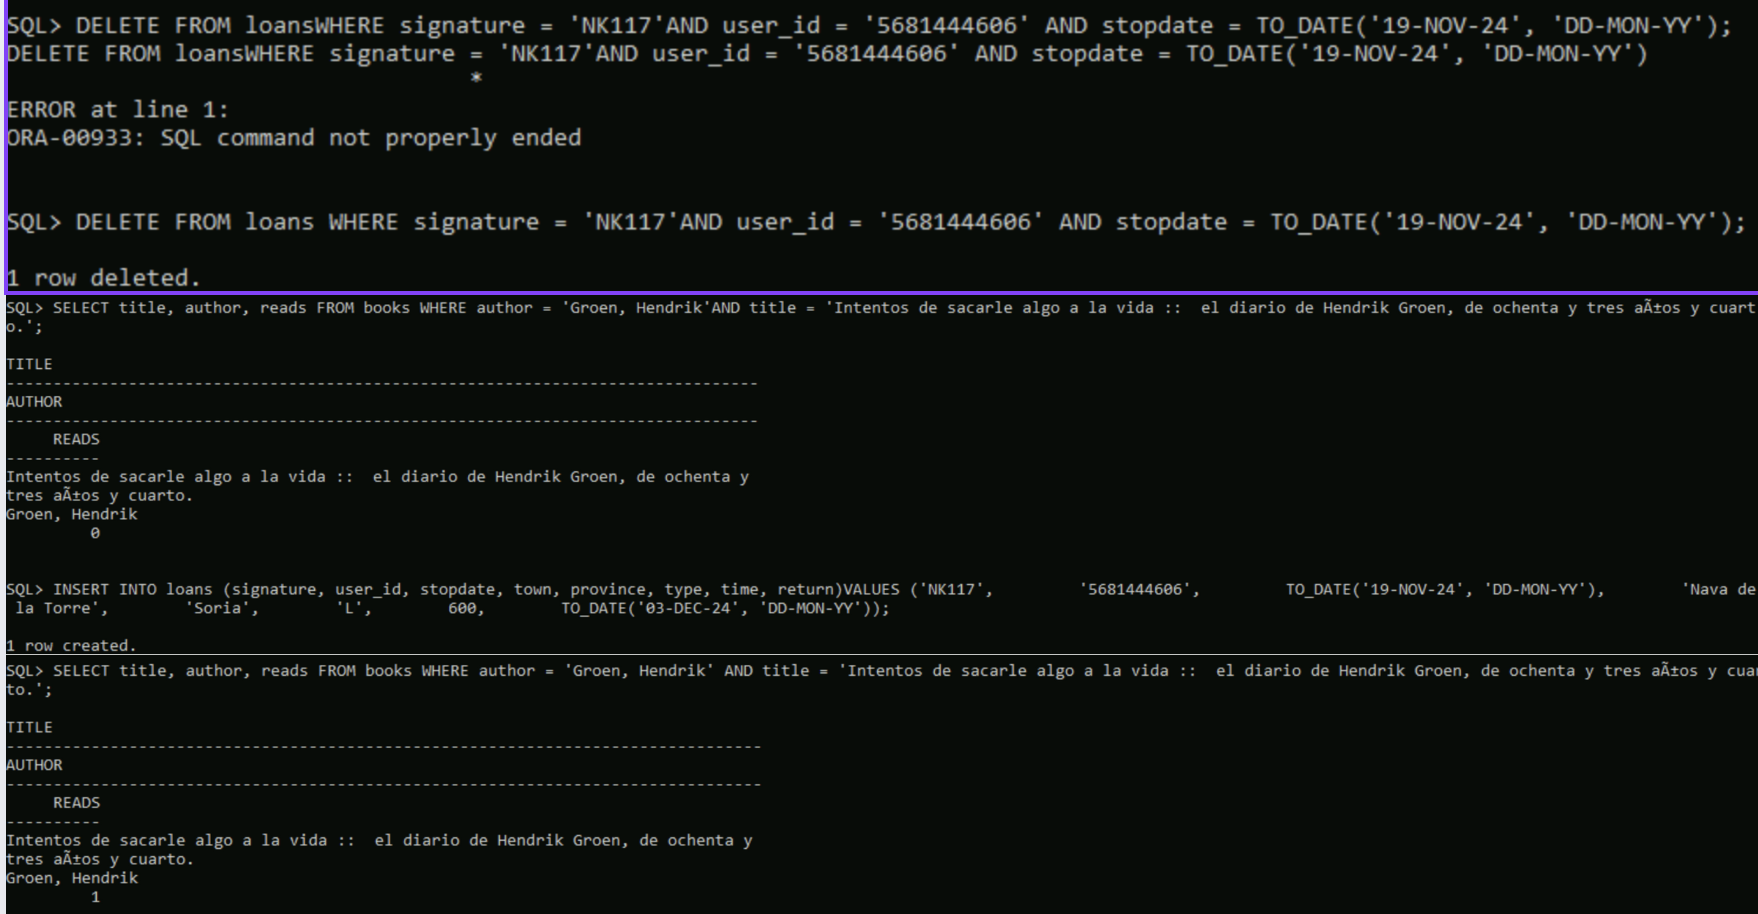 SQL> DELETE FROM loansWHERE signature = 'NK117'AND user_id = '5681444606' AND stopdate = TO_DATE('19-NOV-24', 'DD-MON-YY');
DELETE FROM loansWHERE signature = 'NK117'AND user_id = '5681444606' AND stopdate = TO_DATE('19-NOV-24', 'DD-MON-YY')
*
ERROR at line 1:
ORA-00933: SQL command not properly ended
SQL> DELETE FROM loans WHERE signature = 'NK117'AND user_id = '5681444606' AND stopdate = TO_DATE('19-NOV-24', 'DD-MON-YY');
1 row deleted.
SQL> SELECT title, author, reads FROM books WHERE author = 'Groen, Hendrik'AND title = 'Intentos de sacarle algo a la vida ::  el diario de Hendrik Groen, de ochenta y tres aÃ±os y cuart
o.';
TITLE
--------------------------------------------------------------------------------
AUTHOR
--------------------------------------------------------------------------------
     READS
----------
Intentos de sacarle algo a la vida ::  el diario de Hendrik Groen, de ochenta y
tres aÃ±os y cuarto.
Groen, Hendrik
         0
SQL> INSERT INTO loans (signature, user_id, stopdate, town, province, type, time, return)VALUES ('NK117',         '5681444606',         TO_DATE('19-NOV-24', 'DD-MON-YY'),         'Nava de
 la Torre',         'Soria',         'L',         600,         TO_DATE('03-DEC-24', 'DD-MON-YY'));
1 row created.
SQL> SELECT title, author, reads FROM books WHERE author = 'Groen, Hendrik' AND title = 'Intentos de sacarle algo a la vida ::  el diario de Hendrik Groen, de ochenta y tres aÃ±os y cuar
to.';
TITLE
--------------------------------------------------------------------------------
AUTHOR
--------------------------------------------------------------------------------
     READS
----------
Intentos de sacarle algo a la vida ::  el diario de Hendrik Groen, de ochenta y
tres aÃ±os y cuarto.
Groen, Hendrik
         1